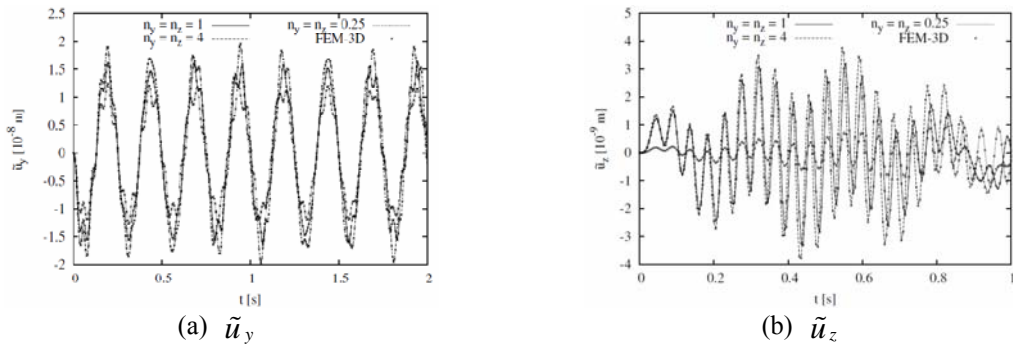 n_y = n_z = 1
n_y = n_z = 4
n_y = n_z = 0.25
FEM-3D
ũ_y [10^-8 m]
2
1.5
1
0.5
0
-0.5
-1
-1.5
-2
0 0.5 1 1.5 2
t [s]
(a) ũ_y
n_y = n_z = 1
n_y = n_z = 4
n_y = n_z = 0.25
FEM-3D
ũ_z [10^-9 m]
5
4
3
2
1
0
-1
-2
-3
-4
0 0.2 0.4 0.6 0.8 1
t [s]
(b) ũ_z